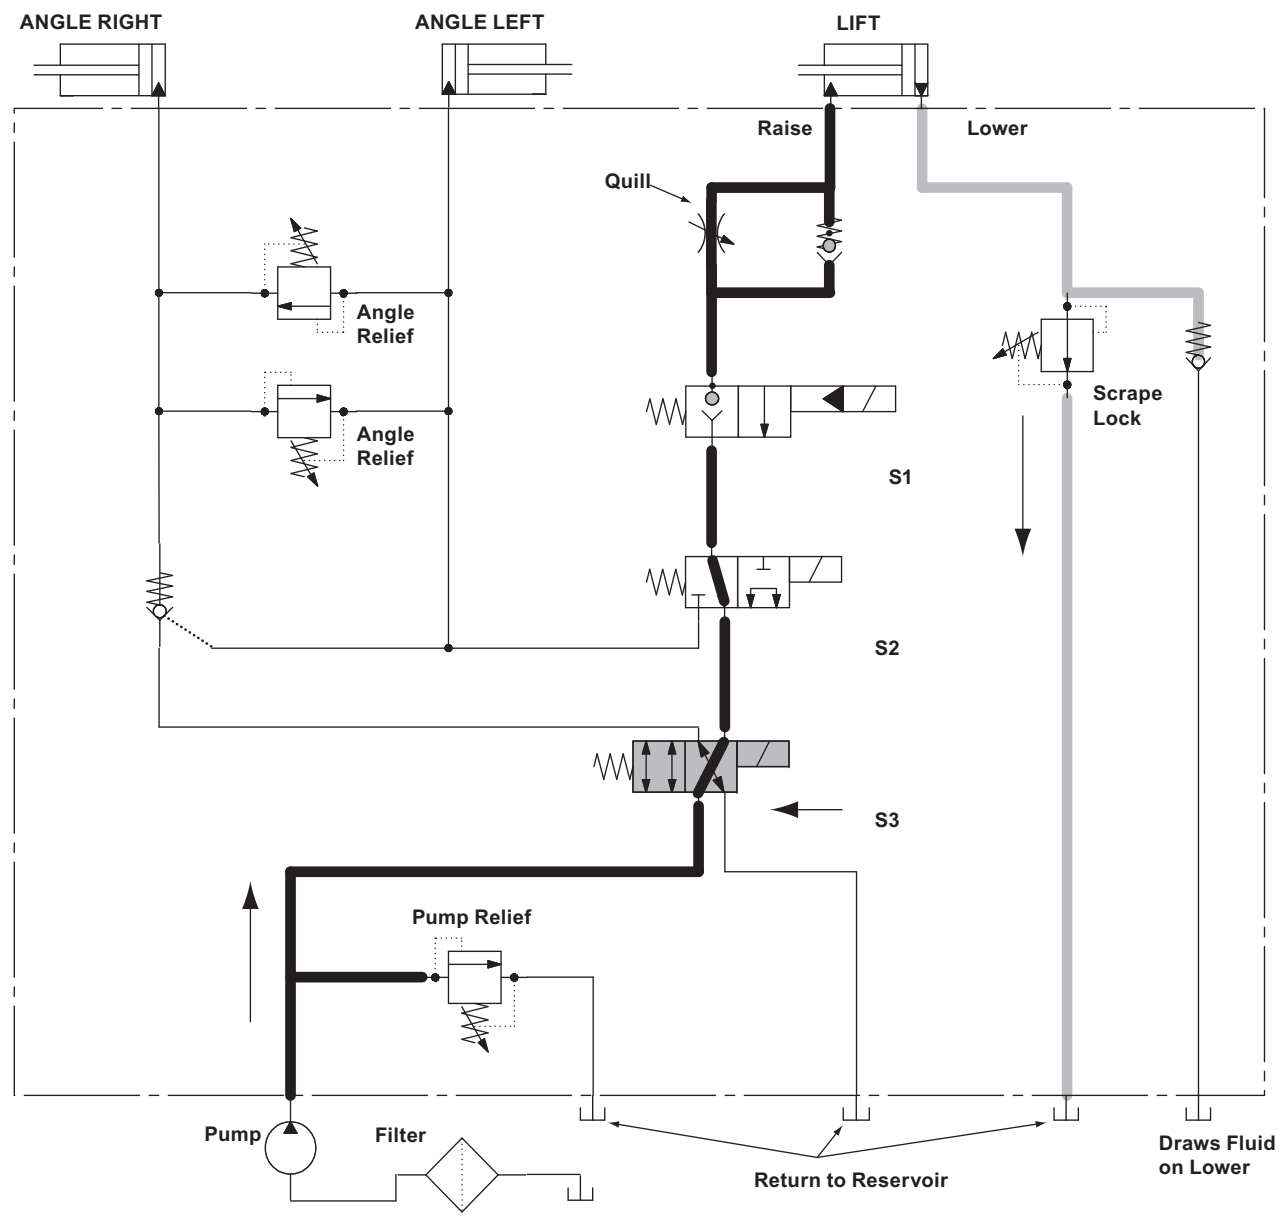 ANGLE RIGHT
ANGLE LEFT
LIFT
Raise
Lower
Quill
Angle
Relief
Angle
Relief
Scrape
Lock
S1
S2
S3
Pump Relief
Pump
Filter
Return to Reservoir
Draws Fluid
on Lower